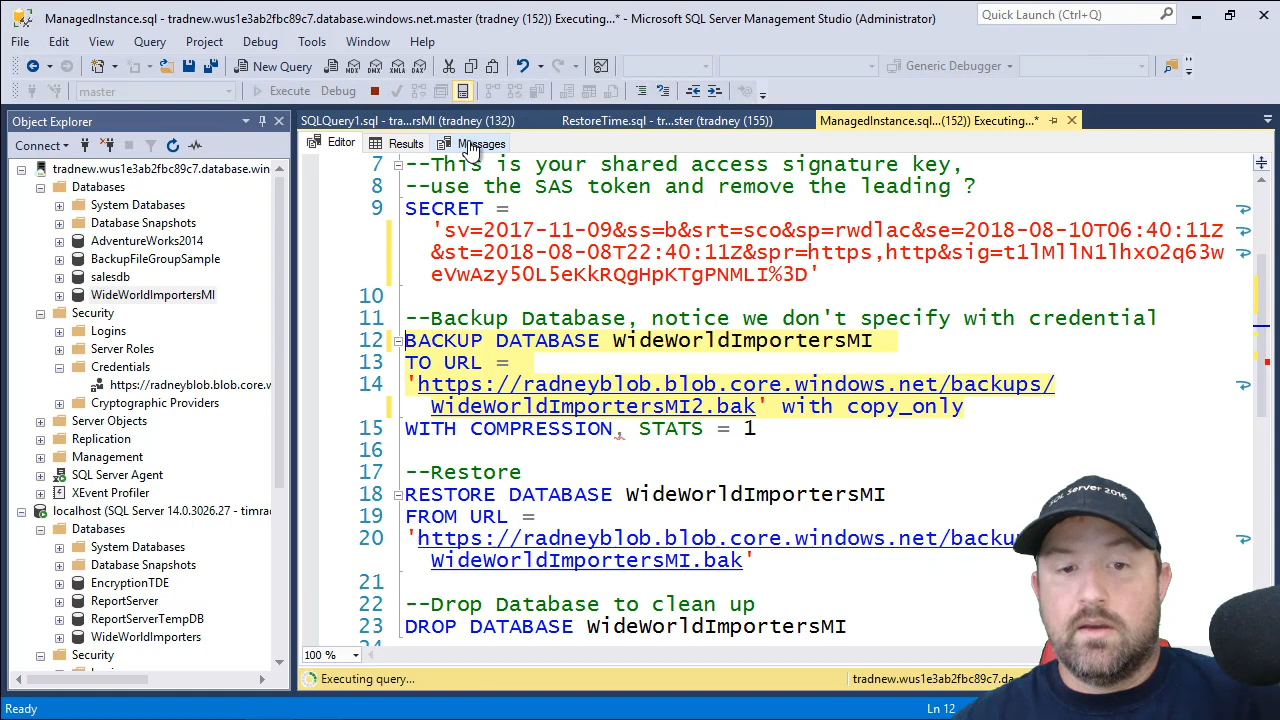 ManagedInstance.sql - tradnew.wus1e3ab2fbc89c7.database.windows.net.master (tradney (152)) Executing...* - Microsoft SQL Server Management Studio (Administrator)
Quick Launch (Ctrl+Q)
File Edit View Query Project Debug Tools Window Help
New Query
MDX DMX XMLA DAX
Generic Debugger
master
Execute Debug
Object Explorer
SQLQuery1.sql - tra...rsMI (tradney (132))
RestoreTime.sql - tra...ster (tradney (155))
ManagedInstance.sql...(152)) Executing...*
Connect
Editor
Results
Messages
tradnew.wus1e3ab2fbc89c7.database.win
Databases
System Databases
Database Snapshots
AdventureWorks2014
BackupFileGroupSample
salesdb
WideWorldImportersMI
Security
Logins
Server Roles
Credentials
https://radneyblob.blob.core.w
Cryptographic Providers
Server Objects
Replication
Management
SQL Server Agent
XEvent Profiler
localhost (SQL Server 14.0.3026.27 - timrac
Databases
System Databases
Database Snapshots
EncryptionTDE
ReportServer
ReportServerTempDB
WideWorldImporters
Security
7 --This is your shared access signature key,
8 --use the SAS token and remove the leading ?
9 SECRET =
'sv=2017-11-09&ss=b&srt=sco&sp=rwdlac&se=2018-08-10T06:40:11Z
&st=2018-08-08T22:40:11Z&spr=https,http&sig=t1lMllN1lhxO2q63w
eVwAzy50L5eKkRQgHpKTgPNMLI%3D'
10
11 --Backup Database, notice we don't specify with credential
12 BACKUP DATABASE WideWorldImportersMI
13 TO URL =
14 'https://radneyblob.blob.core.windows.net/backups/
WideWorldImportersMI2.bak' with copy_only
15 WITH COMPRESSION, STATS = 1
16
17 --Restore
18 RESTORE DATABASE WideWorldImportersMI
19 FROM URL =
20 'https://radneyblob.blob.core.windows.net/backu
WideWorldImportersMI.bak'
21
22 --Drop Database to clean up
23 DROP DATABASE WideWorldImportersMI
SQL Server 2016
100 %
Executing query...
tradnew.wus1e3ab2fbc89c7.da
Ready
Ln 12